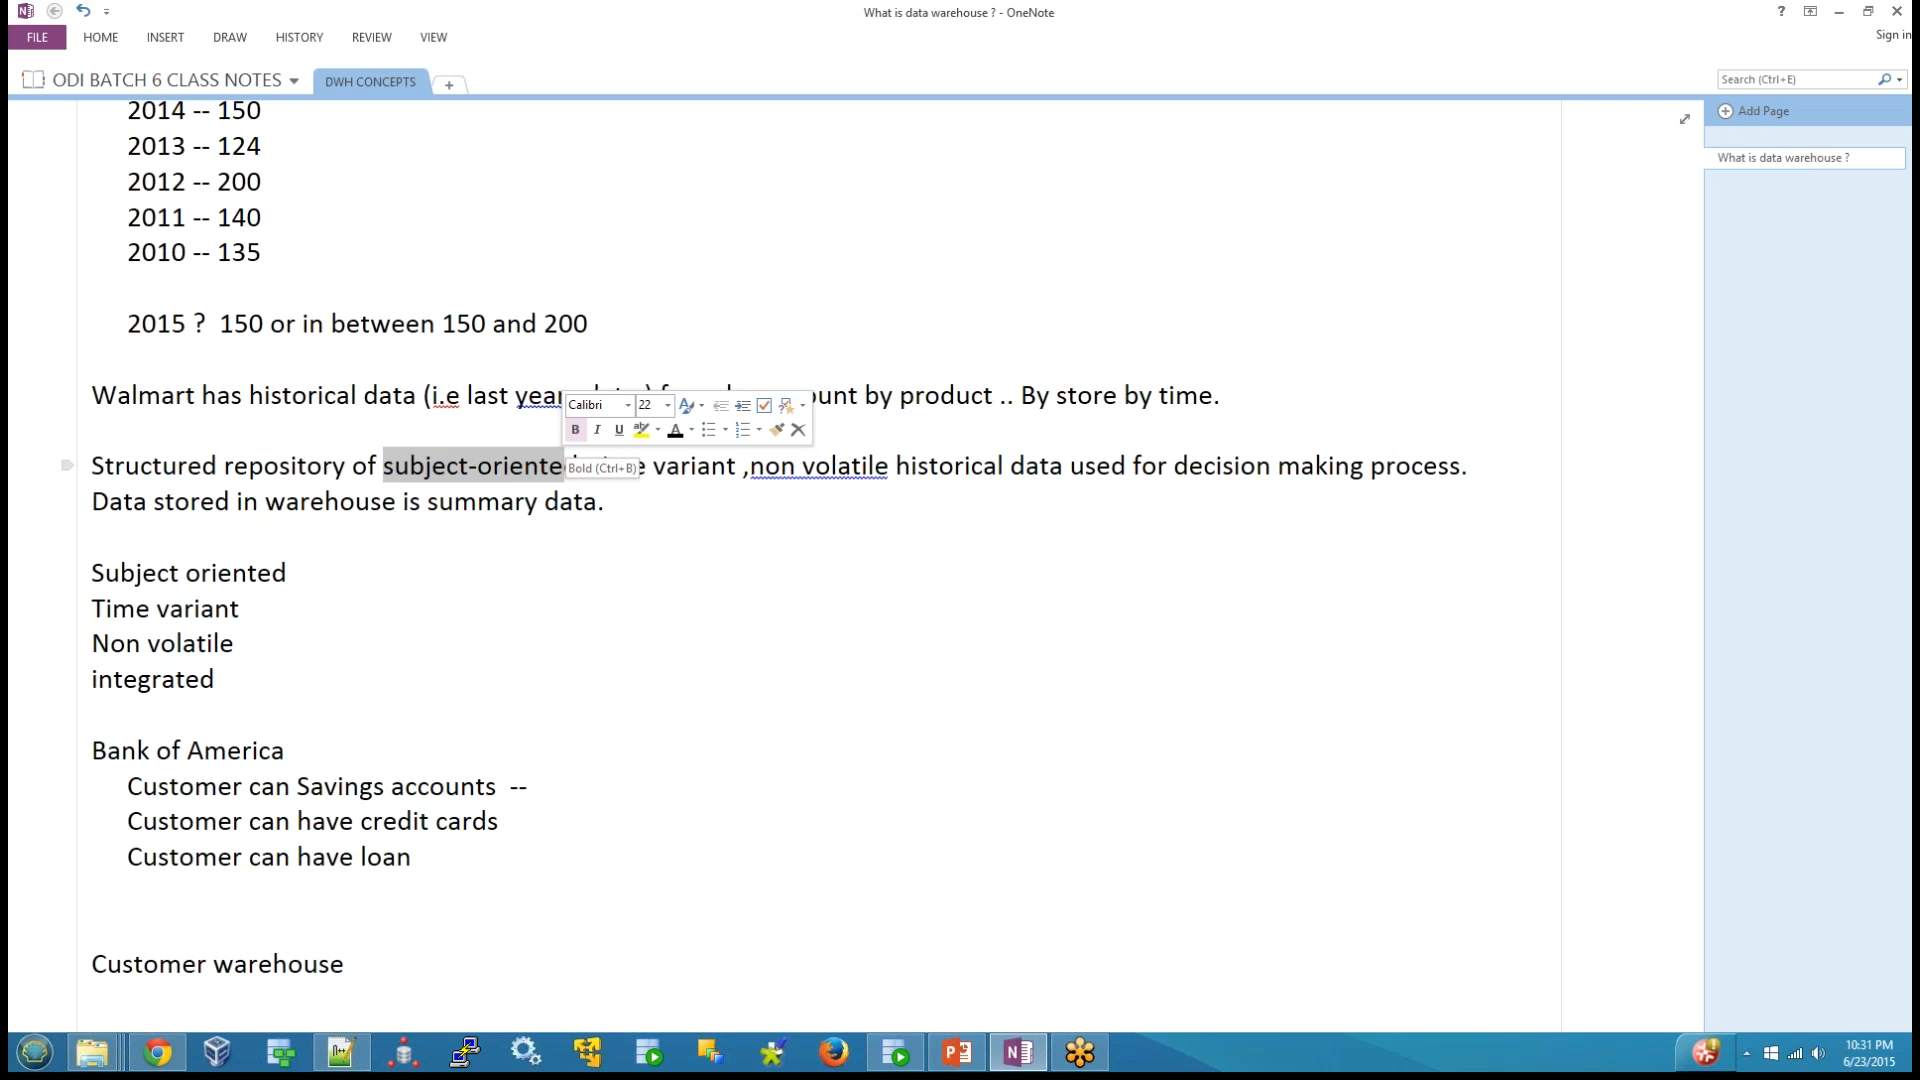 What is data warehouse ? - OneNote
?
Sign in
FILE HOME INSERT DRAW HISTORY REVIEW VIEW
ODI BATCH 6 CLASS NOTES DWH CONCEPTS +
Search (Ctrl+E)
Add Page
What is data warehouse ?
2014 -- 150
2013 -- 124
2012 -- 200
2011 -- 140
2010 -- 135
2015 ? 150 or in between 150 and 200
Walmart has historical data (i.e last year by product .. By store by time.
Calibri 22
B I U ab A
Bold (Ctrl+B)
Structured repository of subject-oriente variant ,non volatile historical data used for decision making process.
Data stored in warehouse is summary data.
Subject oriented
Time variant
Non volatile
integrated
Bank of America
Customer can Savings accounts --
Customer can have credit cards
Customer can have loan
Customer warehouse
10:31 PM
6/23/2015